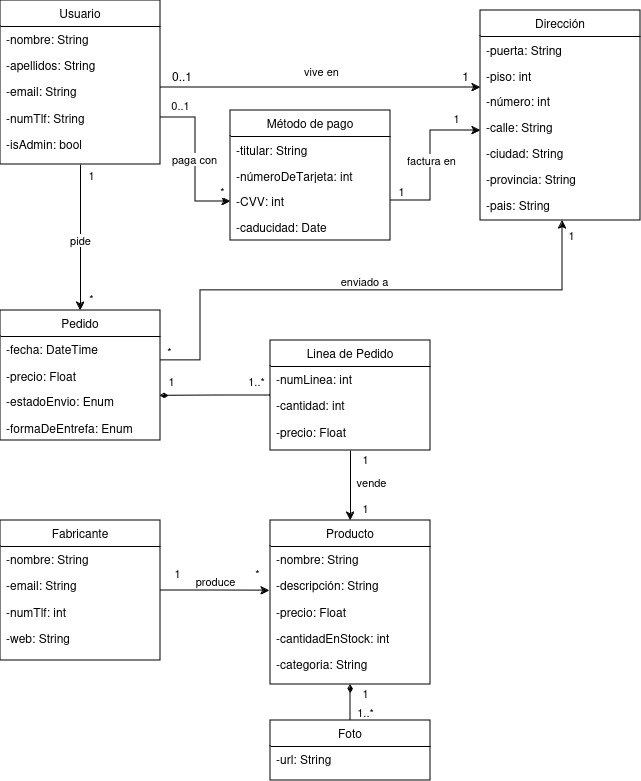 Usuario
-nombre: String
-apellidos: String
-email: String
-numTlf: String
-isAdmin: bool
Dirección
-puerta: String
-piso: int
-número: int
-calle: String
-ciudad: String
-provincia: String
-pais: String
0..1
vive en
1
0..1
paga con
*
Método de pago
-titular: String
-númeroDeTarjeta: int
-CVV: int
-caducidad: Date
1
factura en
1
1
pide
*
enviado a
1
*
Pedido
-fecha: DateTime
-precio: Float
-estadoEnvio: Enum
-formaDeEntrefa: Enum
1
1..*
Linea de Pedido
-numLinea: int
-cantidad: int
-precio: Float
1
vende
1
Fabricante
-nombre: String
-email: String
-numTlf: int
-web: String
1
produce
*
Producto
-nombre: String
-descripción: String
-precio: Float
-cantidadEnStock: int
-categoria: String
1
1..*
Foto
-url: String